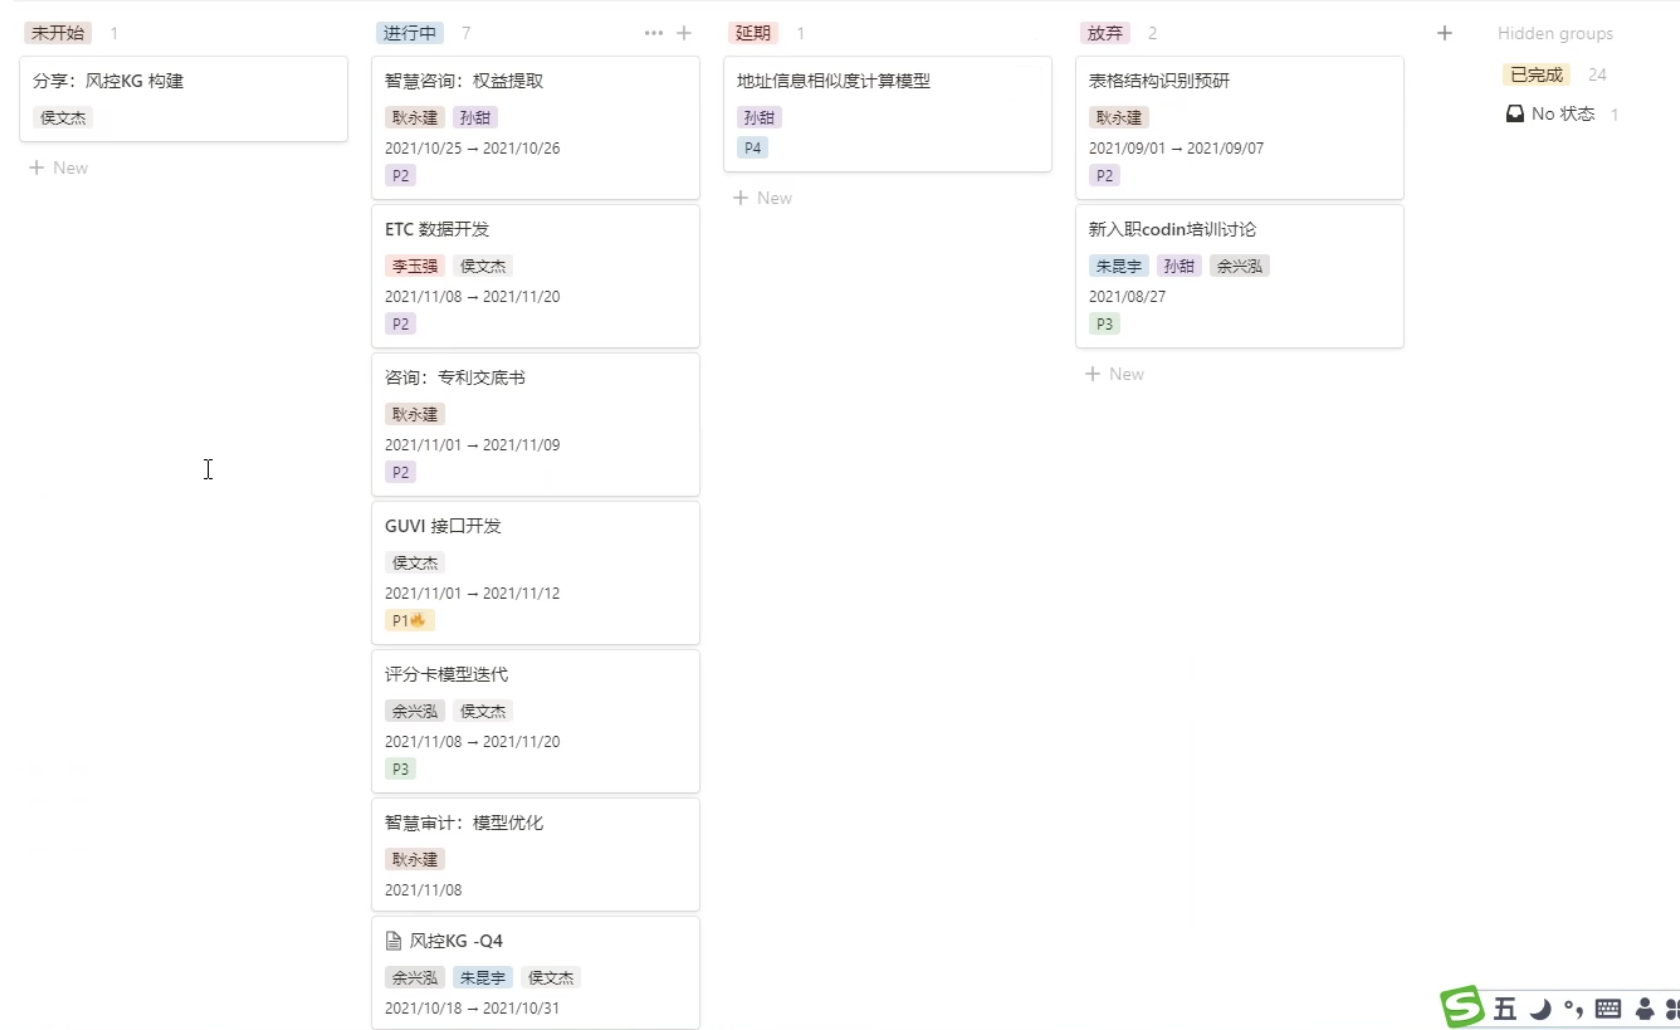 未开始 1
分享：风控KG 构建
侯文杰
+ New
进行中 7 ••• +
智慧咨询：权益提取
耿永建 孙甜
2021/10/25 → 2021/10/26
P2
ETC 数据开发
李玉强 侯文杰
2021/11/08 → 2021/11/20
P2
咨询：专利交底书
耿永建
2021/11/01 → 2021/11/09
P2
GUVI 接口开发
侯文杰
2021/11/01 → 2021/11/12
P1🔥
评分卡模型迭代
余兴泓 侯文杰
2021/11/08 → 2021/11/20
P3
智慧审计：模型优化
耿永建
2021/11/08
风控KG -Q4
余兴泓 朱昆宇 侯文杰
2021/10/18 → 2021/10/31
延期 1
地址信息相似度计算模型
孙甜
P4
+ New
放弃 2
表格结构识别预研
耿永建
2021/09/01 → 2021/09/07
P2
新入职codin培训讨论
朱昆宇 孙甜 余兴泓
2021/08/27
P3
+ New
+
Hidden groups
已完成 24
No 状态 1
五